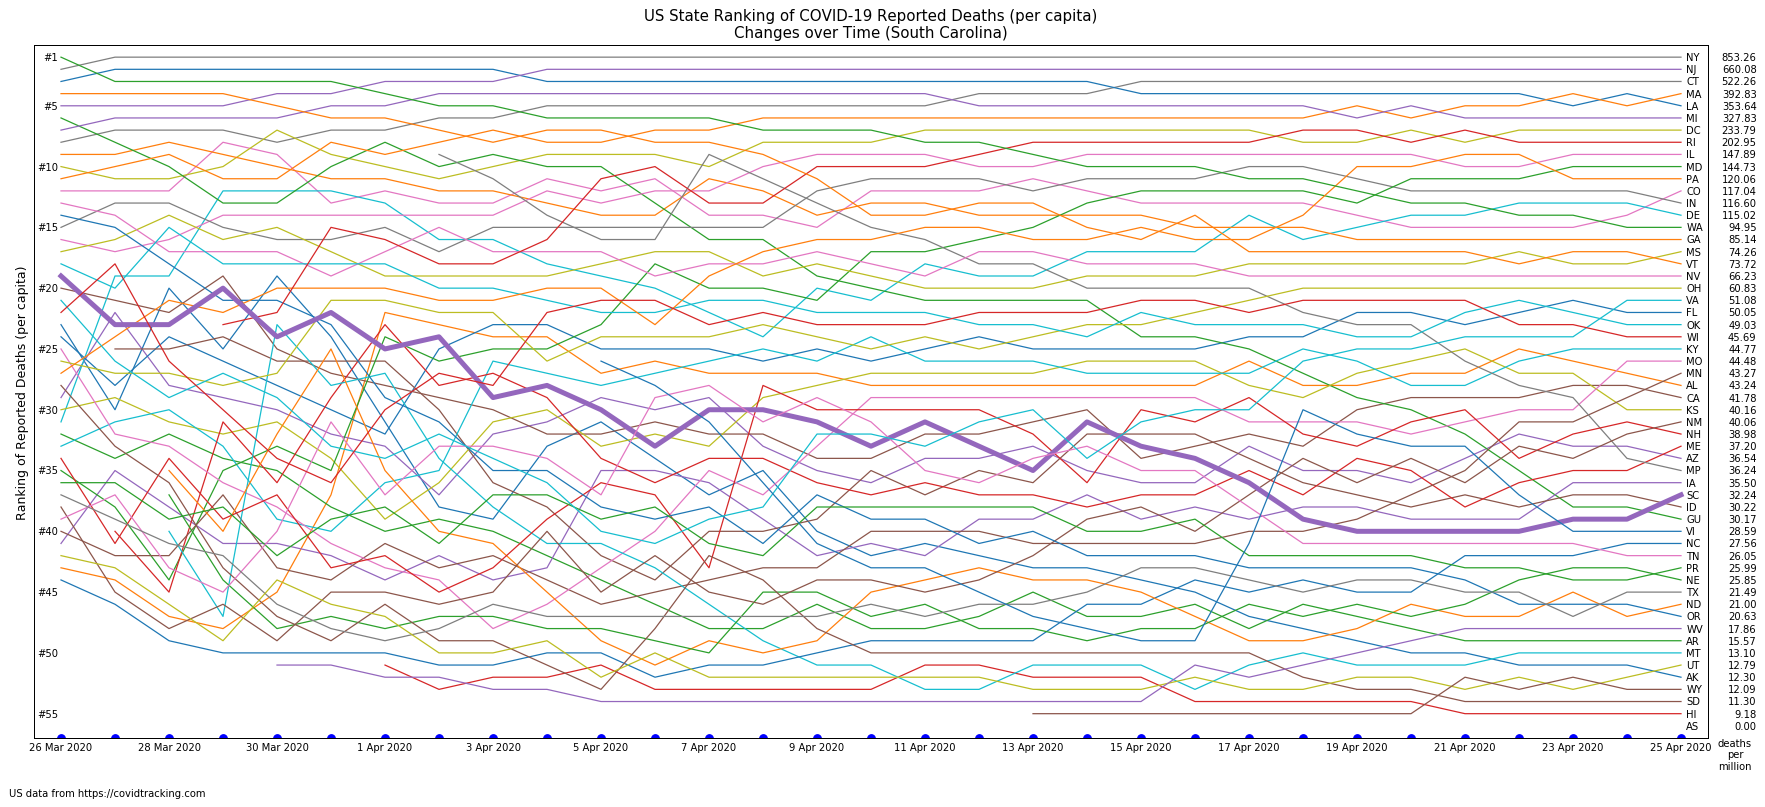 US State Ranking of COVID-19 Reported Deaths (per capita)
Changes over Time (South Carolina)
Ranking of Reported Deaths (per capita)
#1
#5
#10
#15
#20
#25
#30
#35
#40
#45
#50
#55
NY 853.26
NJ 660.08
CT 522.26
MA 392.83
LA 353.64
MI 327.83
DC 233.79
RI 202.95
IL 147.89
MD 144.73
PA 120.06
CO 117.04
IN 116.60
DE 115.02
WA 94.95
GA 85.14
MS 74.26
VT 73.72
NV 66.23
OH 60.83
VA 51.08
FL 50.05
OK 49.03
WI 45.69
KY 44.77
MO 44.48
MN 43.27
AL 43.24
CA 41.78
KS 40.16
NM 40.06
NH 38.98
ME 37.20
AZ 36.54
MP 36.24
IA 35.50
SC 32.24
ID 30.22
GU 30.17
VI 28.59
NC 27.56
TN 26.05
PR 25.99
NE 25.85
TX 21.49
ND 21.00
OR 20.63
WV 17.86
AR 15.57
MT 13.10
UT 12.79
AK 12.30
WY 12.09
SD 11.30
HI 9.18
AS 0.00
26 Mar 2020 28 Mar 2020 30 Mar 2020 1 Apr 2020 3 Apr 2020 5 Apr 2020 7 Apr 2020 9 Apr 2020 11 Apr 2020 13 Apr 2020 15 Apr 2020 17 Apr 2020 19 Apr 2020 21 Apr 2020 23 Apr 2020 25 Apr 2020
deaths
per
million
US data from https://covidtracking.com